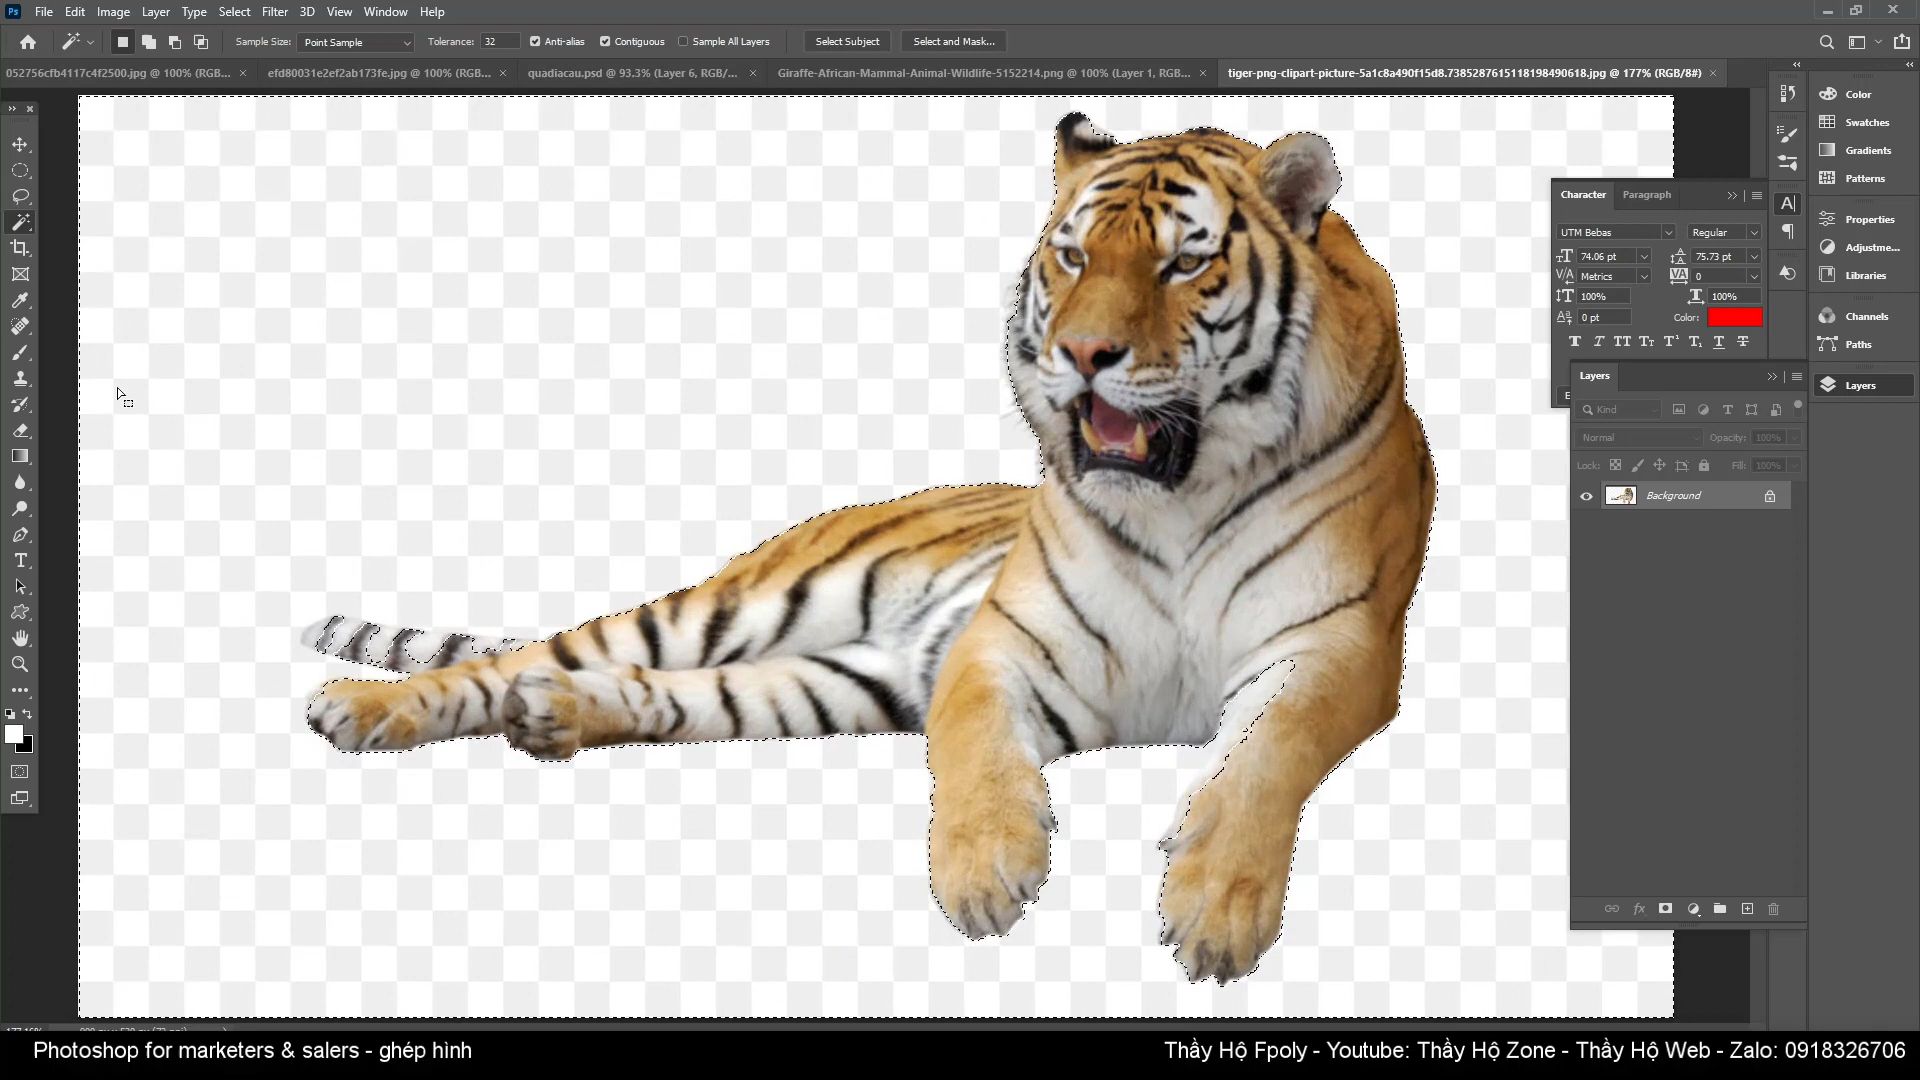 Ps File Edit Image Layer Type Select Filter 3D View Window Help
Sample Size: Point Sample Tolerance: 32 Anti-alias Contiguous Sample All Layers Select Subject Select and Mask...
052756cfb4117c4f2500.jpg @ 100% (RGB... efd80031e2ef2ab173fe.jpg @ 100% (RGB... quadiacau.psd @ 93.3% (Layer 6, RGB/... Giraffe-African-Mammal-Animal-Wildlife-5152214.png @ 100% (Layer 1, RGB... tiger-png-clipart-picture-5a1c8a490f15d8.7385287615118198490618.jpg @ 177% (RGB/8#)
Color
Swatches
Gradients
Patterns
Properties
Adjustme...
Libraries
Channels
Paths
Layers
Character Paragraph
UTM Bebas Regular
74.06 pt 75.73 pt
Metrics 0
100% 100%
0 pt Color:
Layers
Kind
Normal Opacity: 100%
Lock: Fill: 100%
Background
Photoshop for marketers & salers - ghép hình
Thầy Hộ Fpoly - Youtube: Thầy Hộ Zone - Thầy Hộ Web - Zalo: 0918326706